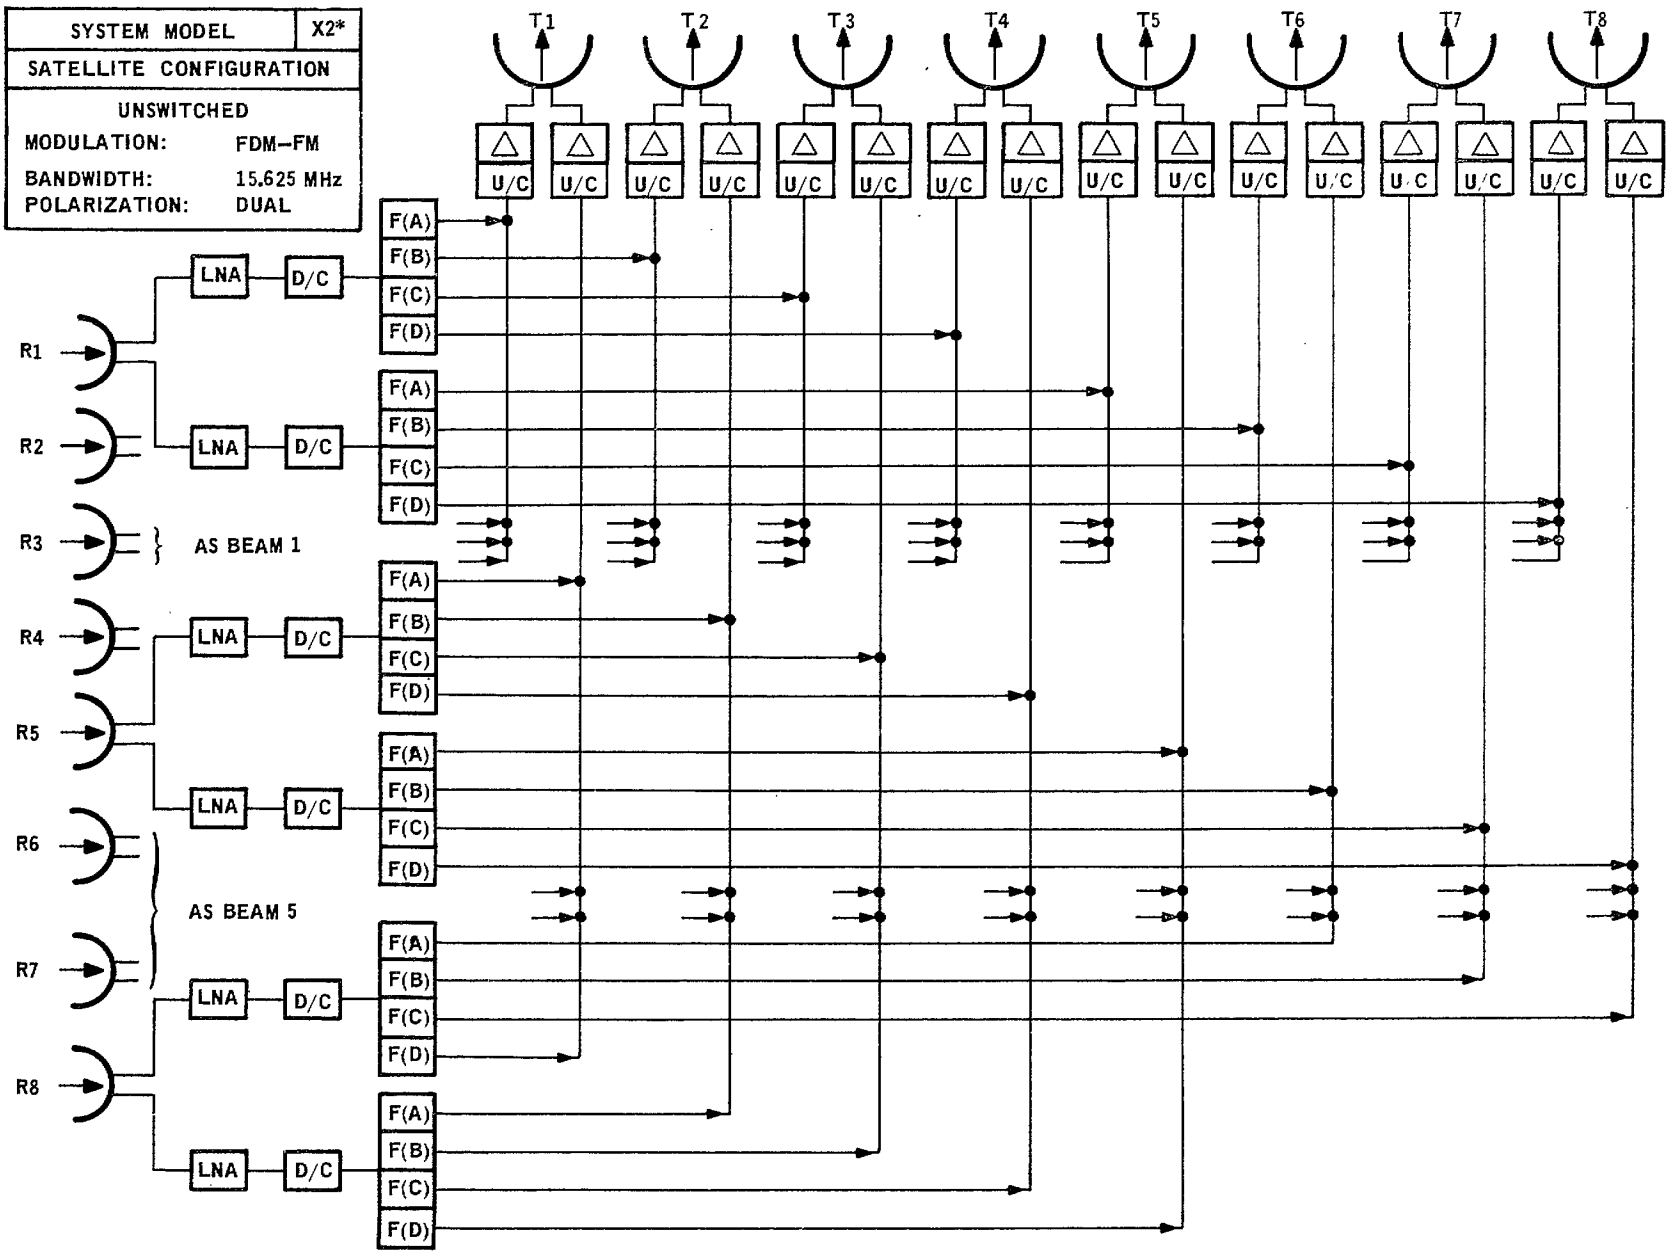 SYSTEM MODEL X2*
SATELLITE CONFIGURATION
UNSWITCHED
MODULATION: FDM-FM
BANDWIDTH: 15.625 MHz
POLARIZATION: DUAL
T1 T2 T3 T4 T5 T6 T7 T8
U/C U/C U/C U/C U/C U/C U/C U/C U/C U/C U/C U/C U/C U/C U/C U/C
F(A)
F(B)
LNA D/C
F(C)
F(D)
R1
F(A)
F(B)
R2 LNA D/C
F(C)
F(D)
R3 } AS BEAM 1
F(A)
F(B)
R4 LNA D/C
F(C)
F(D)
R5
F(A)
F(B)
LNA D/C
F(C)
R6
F(D)
} AS BEAM 5
F(A)
R7
F(B)
LNA D/C
F(C)
F(D)
R8
F(A)
F(B)
LNA D/C
F(C)
F(D)